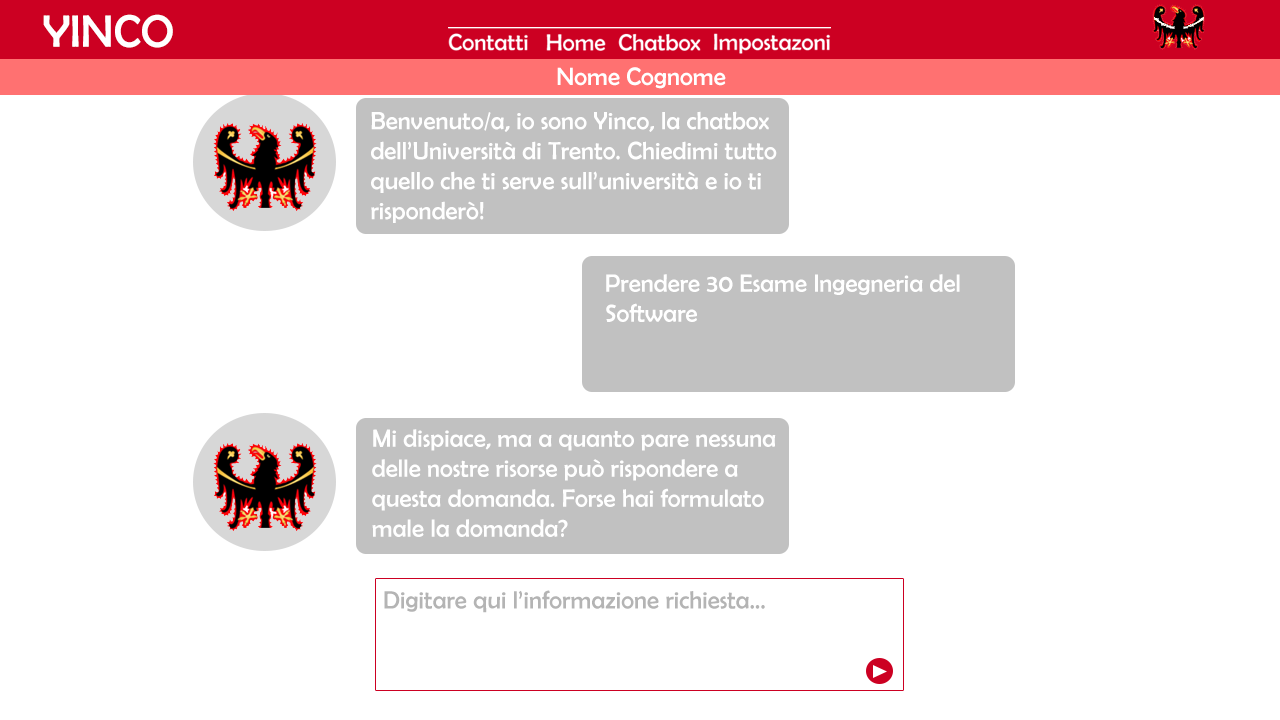 YINCO
Contatti Home Chatbox Impostazoni
Nome Cognome
Benvenuto/a, io sono Yinco, la chatbox
dell'Università di Trento. Chiedimi tutto
quello che ti serve sull'università e io ti
risponderò!
Prendere 30 Esame Ingegneria del
Software
Mi dispiace, ma a quanto pare nessuna
delle nostre risorse può rispondere a
questa domanda. Forse hai formulato
male la domanda?
Digitare qui l'informazione richiesta...